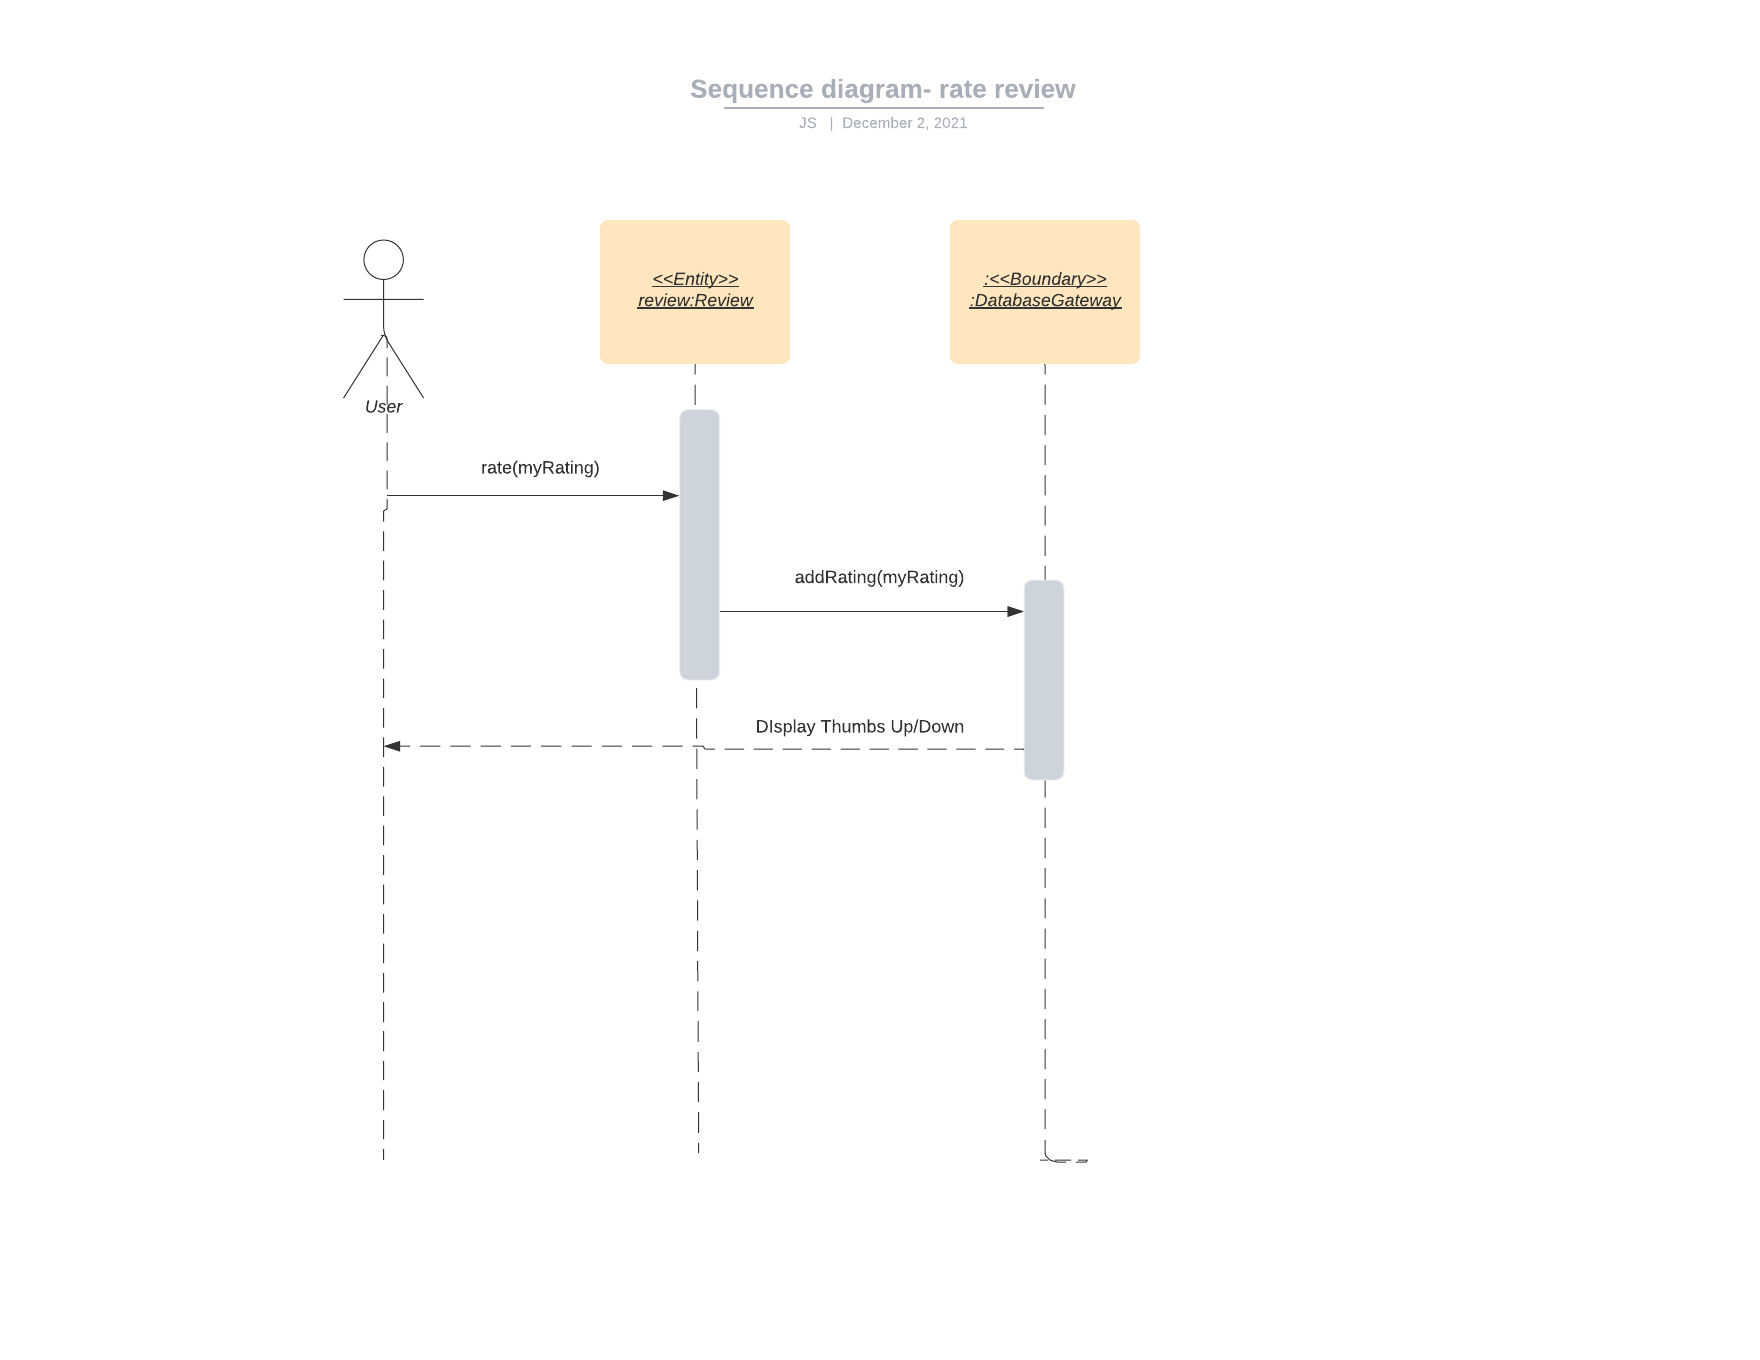 Sequence diagram- rate review
JS | December 2, 2021
<<Entity>>
review:Review
:<<Boundary>>
:DatabaseGateway
User
rate(myRating)
addRating(myRating)
DIsplay Thumbs Up/Down